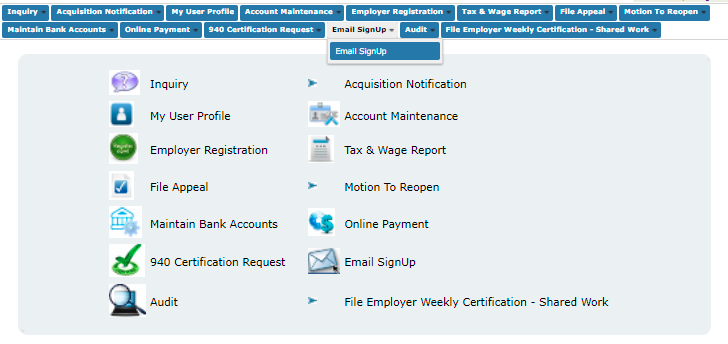 Inquiry Acquisition Notification My User Profile Account Maintenance Employer Registration Tax & Wage Report File Appeal Motion To Reopen
Maintain Bank Accounts Online Payment 940 Certification Request Email SignUp Audit File Employer Weekly Certification - Shared Work
Email SignUp
Inquiry Acquisition Notification
My User Profile Account Maintenance
Employer Registration Tax & Wage Report
File Appeal Motion To Reopen
Maintain Bank Accounts Online Payment
940 Certification Request Email SignUp
Audit File Employer Weekly Certification - Shared Work